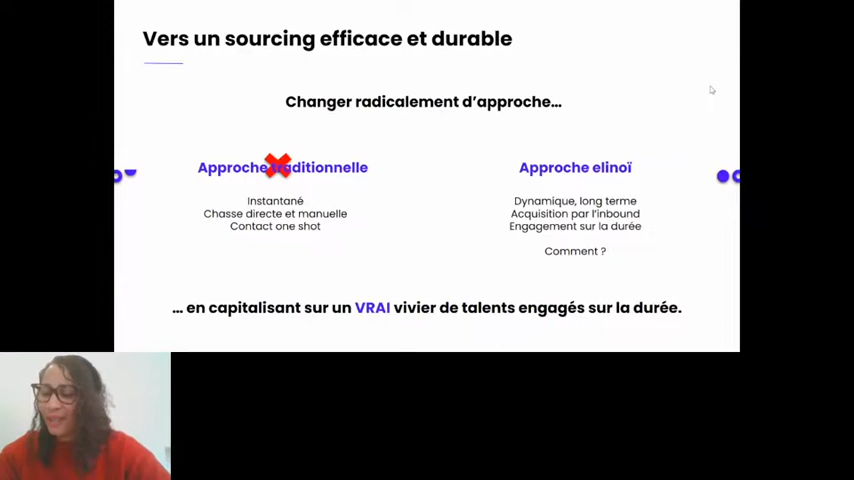 Vers un sourcing efficace et durable
Changer radicalement d'approche...
Approche traditionnelle
Instantané
Chasse directe et manuelle
Contact one shot
Approche elinoï
Dynamique, long terme
Acquisition par l'inbound
Engagement sur la durée
Comment ?
... en capitalisant sur un VRAI vivier de talents engagés sur la durée.